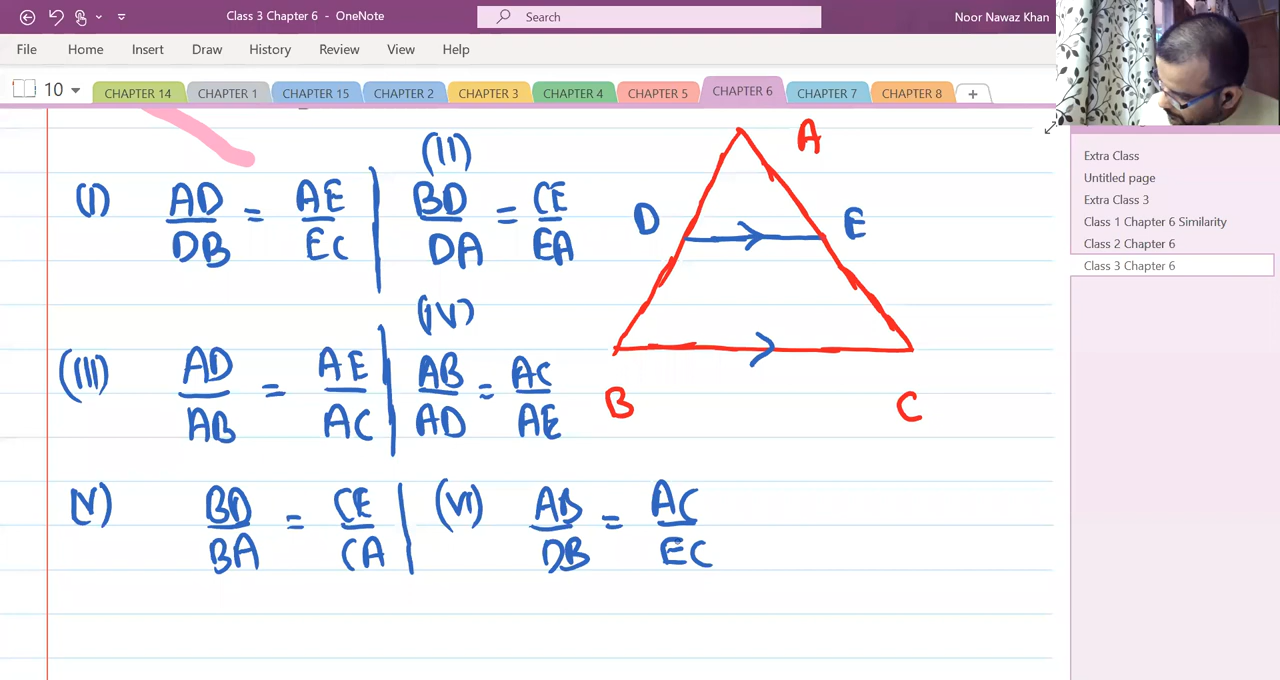 Class 3 Chapter 6 - OneNote
Search
Noor Nawaz Khan
File Home Insert Draw History Review View Help
10 CHAPTER 14 CHAPTER 1 CHAPTER 15 CHAPTER 2 CHAPTER 3 CHAPTER 4 CHAPTER 5 CHAPTER 6 CHAPTER 7 CHAPTER 8 +
Extra Class
Untitled page
Extra Class 3
Class 1 Chapter 6 Similarity
Class 2 Chapter 6
Class 3 Chapter 6
(I) AD/DB = AE/EC
(II) BD/DA = CE/EA
(III) AD/AB = AE/AC
(IV) AB/AD = AC/AE
(V) BD/BA = CE/CA
(VI) AB/DB = AC/EC
A
D E
B C